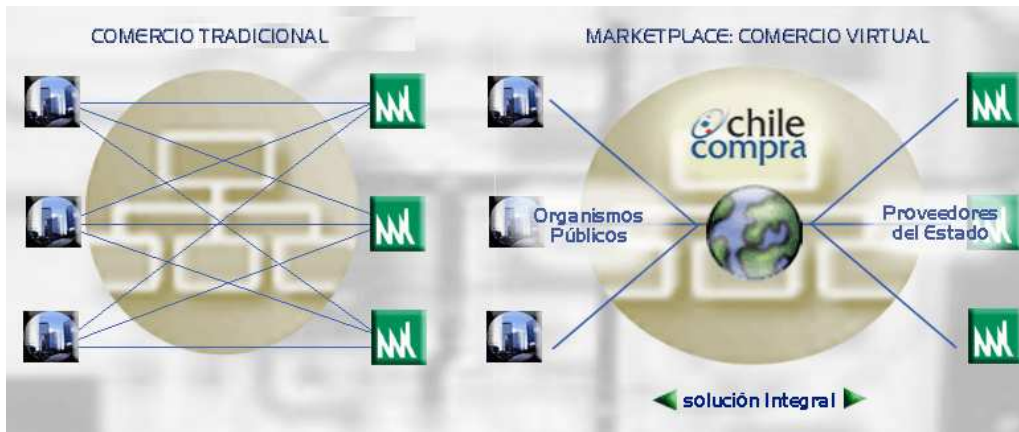 COMERCIO TRADICIONAL
MARKETPLACE: COMERCIO VIRTUAL
chile
compra
Organismos
Públicos
Proveedores
del Estado
solución Integral